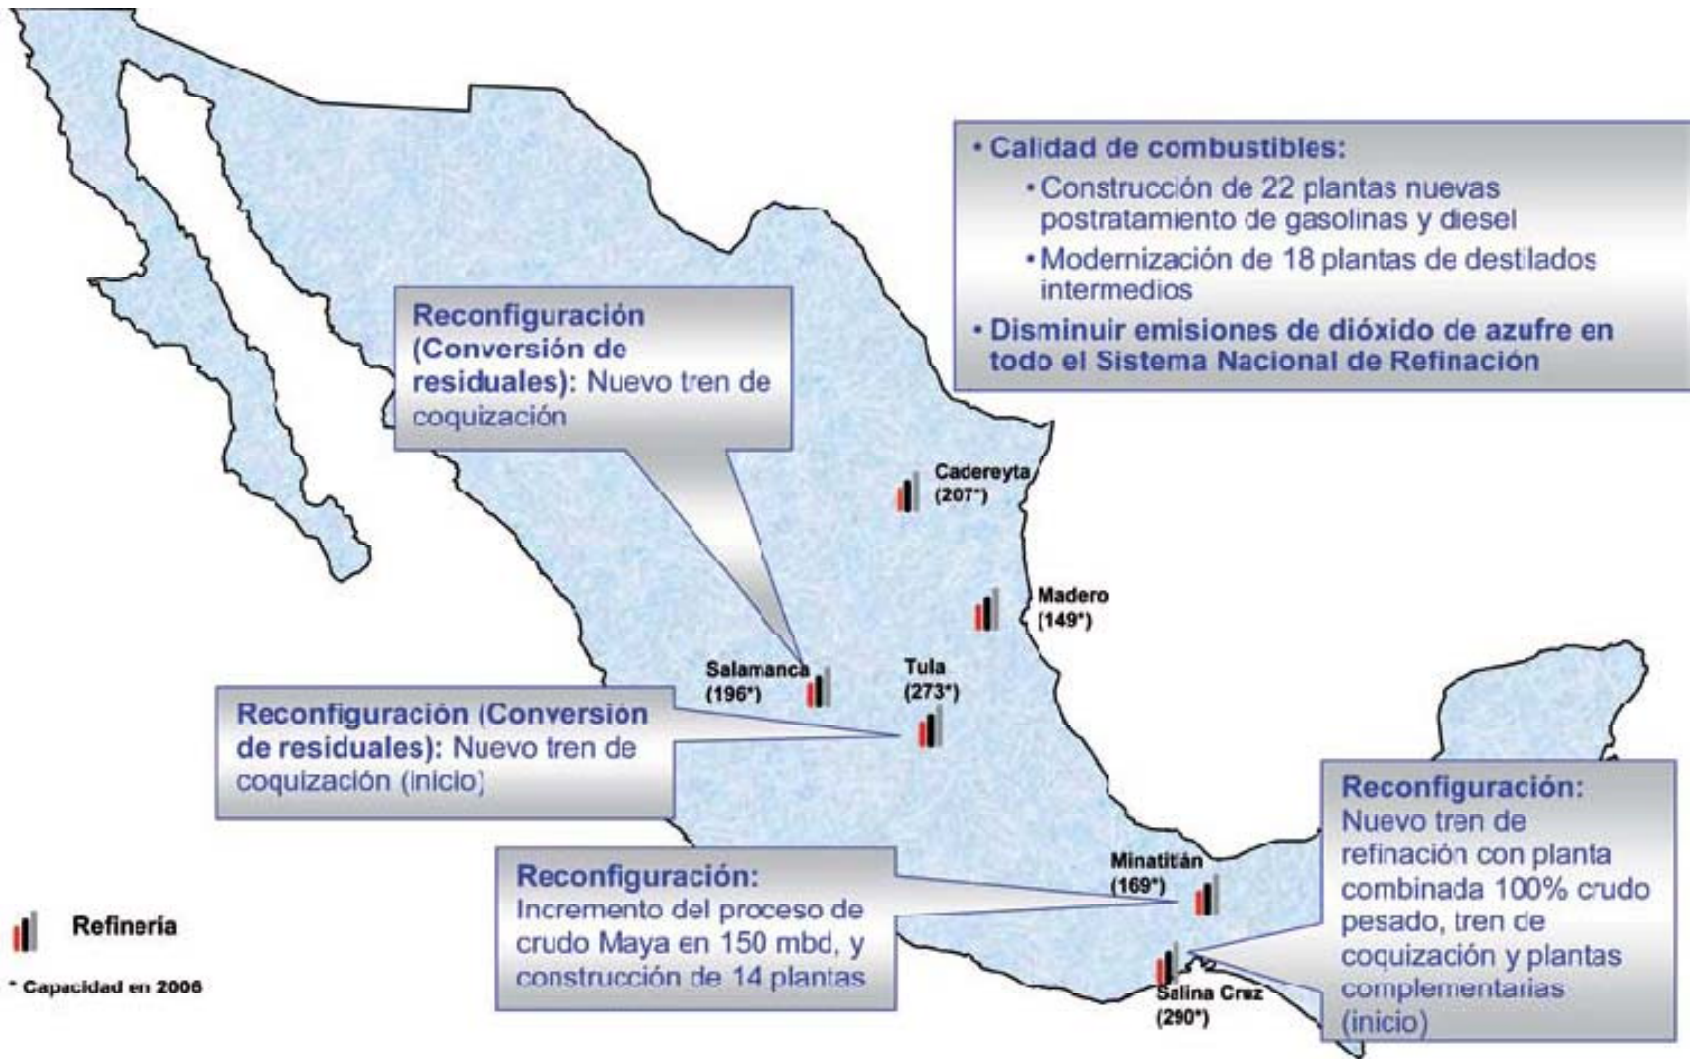 • Calidad de combustibles:
• Construcción de 22 plantas nuevas
postratamiento de gasolinas y diesel
• Modernización de 18 plantas de destilados
intermedios
• Disminuir emisiones de dióxido de azufre en
todo el Sistema Nacional de Refinación
Reconfiguración
(Conversión de
residuales): Nuevo tren de
coquización
Cadereyta
(207*)
Madero
(149*)
Salamanca
(196*)
Tula
(273*)
Reconfiguración (Conversión
de residuales): Nuevo tren de
coquización (inicio)
Reconfiguración:
Incremento del proceso de
crudo Maya en 150 mbd, y
construcción de 14 plantas
Minatitán
(169*)
Reconfiguración:
Nuevo tren de
refinación con planta
combinada 100% crudo
pesado, tren de
coquización y plantas
complementarias
(inicio)
Salina Cruz
(290*)
Refinería
* Capacidad en 2006